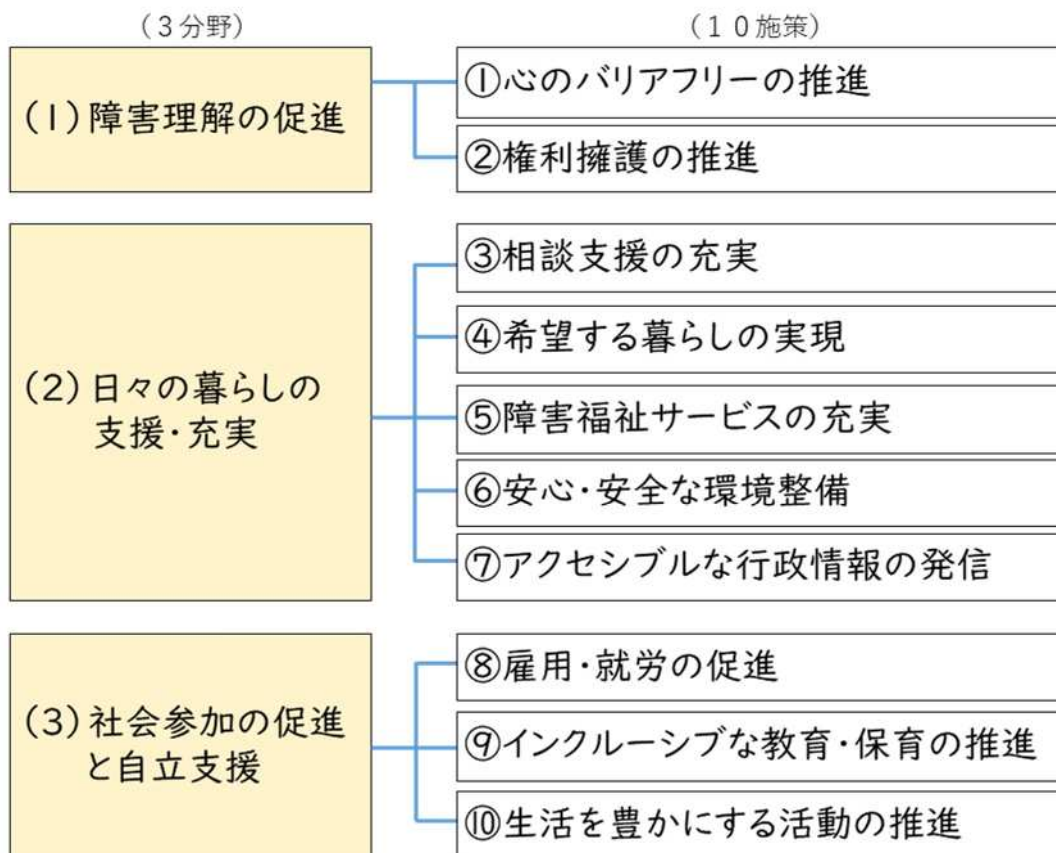 (3分野)
(10施策)
(1)障害理解の促進
①心のバリアフリーの推進
②権利擁護の推進
(2)日々の暮らしの
支援・充実
③相談支援の充実
④希望する暮らしの実現
⑤障害福祉サービスの充実
⑥安心・安全な環境整備
⑦アクセシブルな行政情報の発信
(3)社会参加の促進
と自立支援
⑧雇用・就労の促進
⑨インクルーシブな教育・保育の推進
⑩生活を豊かにする活動の推進